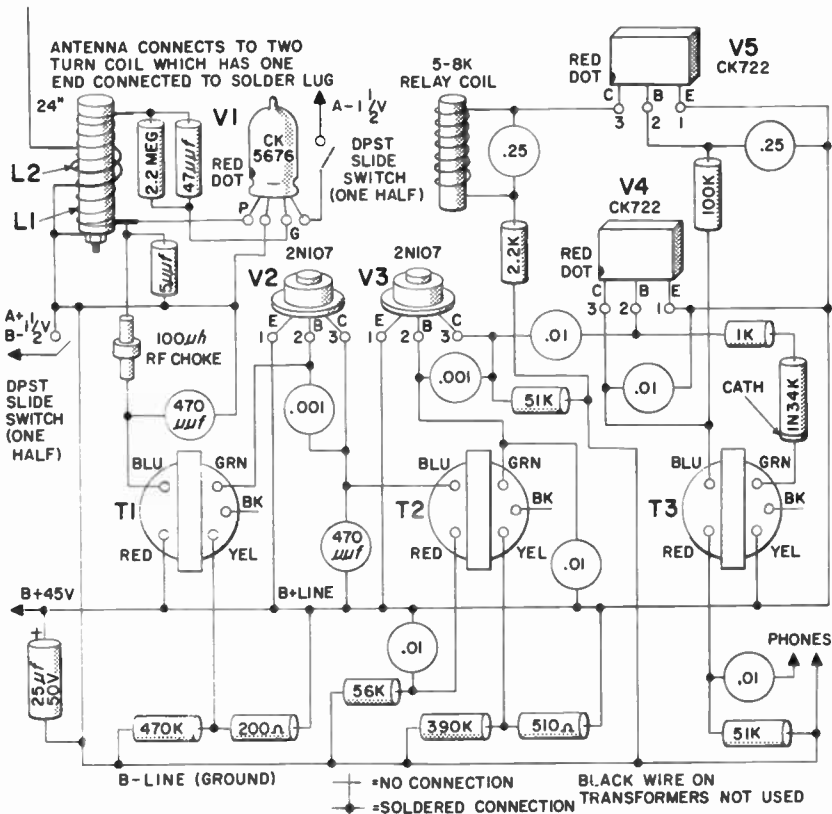 ANTENNA CONNECTS TO TWO
TURN COIL WHICH HAS ONE
END CONNECTED TO SOLDER LUG
24"
L2
L1
2.2 MEG
47µµf
V1
CK
5676
RED
DOT
P
G
A-1½V
DPST
SLIDE
SWITCH
(ONE HALF)
5-8K
RELAY COIL
.25
V5
CK722
RED
DOT
C B E
3 2 1
.25
100K
V4
CK722
RED
DOT
C B E
3 2 1
2.2K
5µµf
A+1½V
B-
DPST
SLIDE
SWITCH
(ONE
HALF)
100µh
RF CHOKE
470
µµf
2N107
V2
E B C
1 2 3
.001
2N107
V3
E B C
1 2 3
.001
51K
.01
1K
.01
CATH
1N34K
BLU GRN
T1 BK
RED YEL
470
µµf
BLU GRN
T2 BK
RED YEL
.01
BLU GRN
T3 BK
RED YEL
B+45V
B+LINE
+
25µf
50V
470K
200Ω
56K
.01
390K
510Ω
PHONES
.01
51K
B-LINE (GROUND)
=NO CONNECTION
=SOLDERED CONNECTION
BLACK WIRE ON
TRANSFORMERS NOT USED